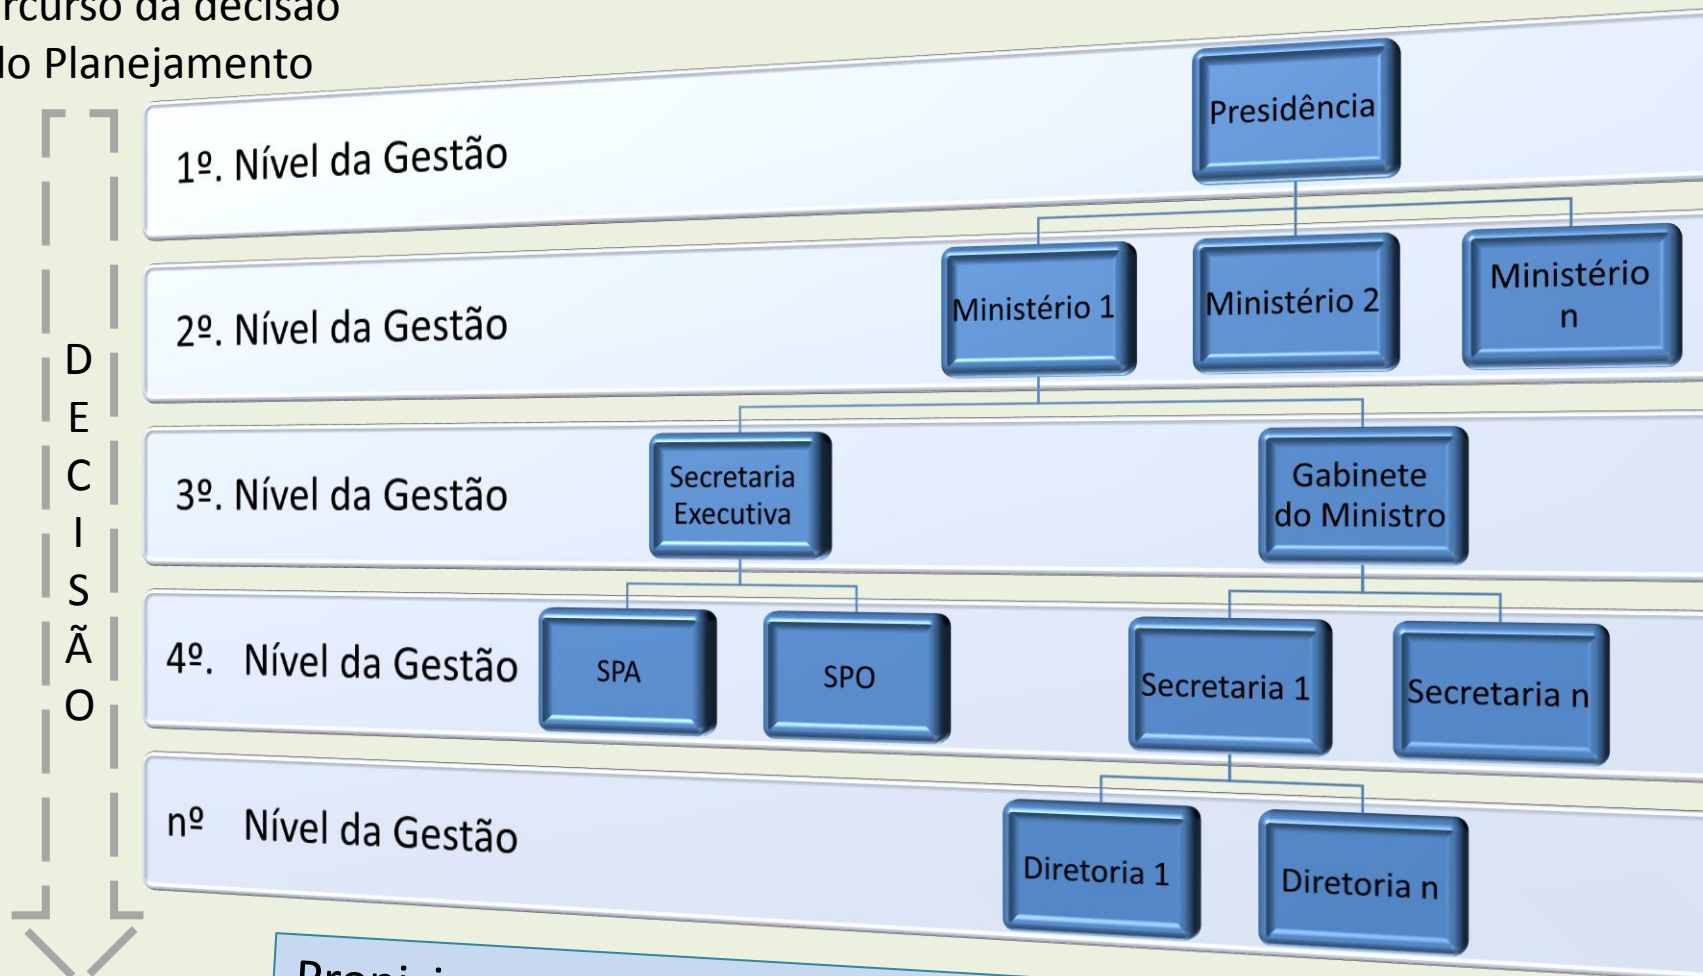 da decisão
Planejamento
1º. Nível da Gestão
Presidência
2º. Nível da Gestão
Ministério 1
Ministério 2
Ministério
n
3º. Nível da Gestão
Secretaria
Executiva
Gabinete
do Ministro
4º. Nível da Gestão
SPA
SPO
Secretaria 1
Secretaria n
nº Nível da Gestão
Diretoria 1
Diretoria n
D
E
C
I
S
Ã
O